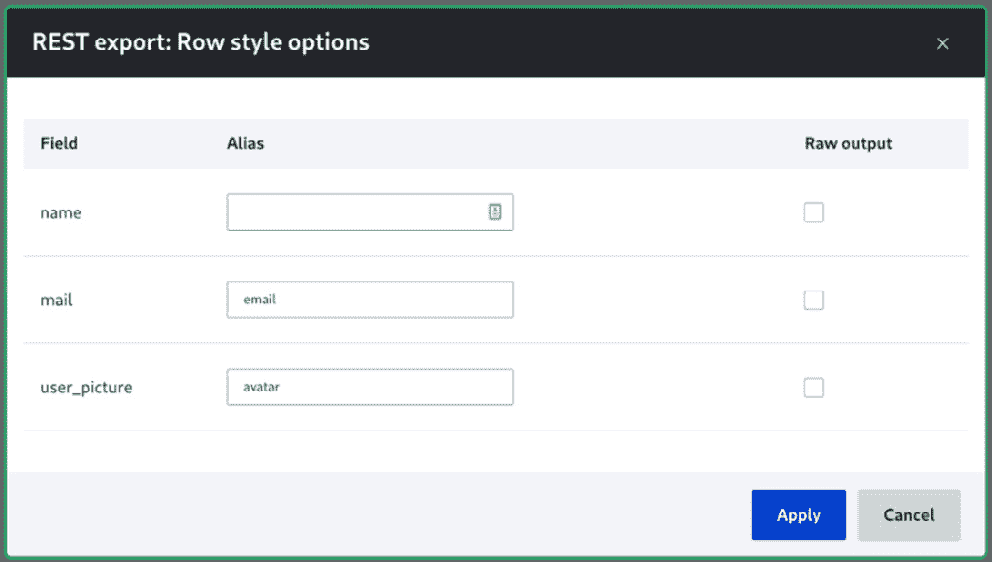 REST export: Row style options
Field Alias Raw output
name
mail email
user_picture avatar
Apply Cancel